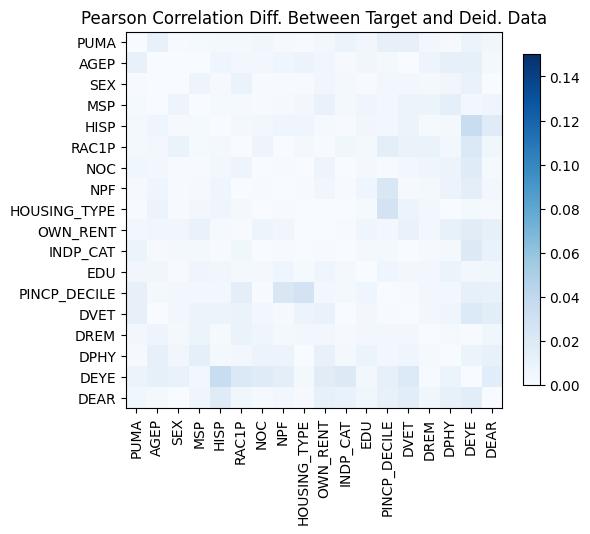 Pearson Correlation Diff. Between Target and Deid. Data
PUMA
AGEP
SEX
MSP
HISP
RAC1P
NOC
NPF
HOUSING_TYPE
OWN_RENT
INDP_CAT
EDU
PINCP_DECILE
DVET
DREM
DPHY
DEYE
DEAR
PUMA
AGEP
SEX
MSP
HISP
RAC1P
NOC
NPF
HOUSING_TYPE
OWN_RENT
INDP_CAT
EDU
PINCP_DECILE
DVET
DREM
DPHY
DEYE
DEAR
0.14
0.12
0.10
0.08
0.06
0.04
0.02
0.00